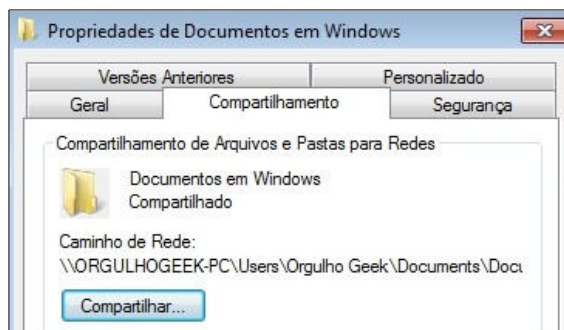 Propriedades de Documentos em Windows
Versões Anteriores Personalizado
Geral Compartilhamento Segurança
Compartilhamento de Arquivos e Pastas para Redes
Documentos em Windows
Compartilhado
Caminho de Rede:
\\ORGULHOGEEK-PC\Users\Orgulho Geek\Documents\Docu
Compartilhar...